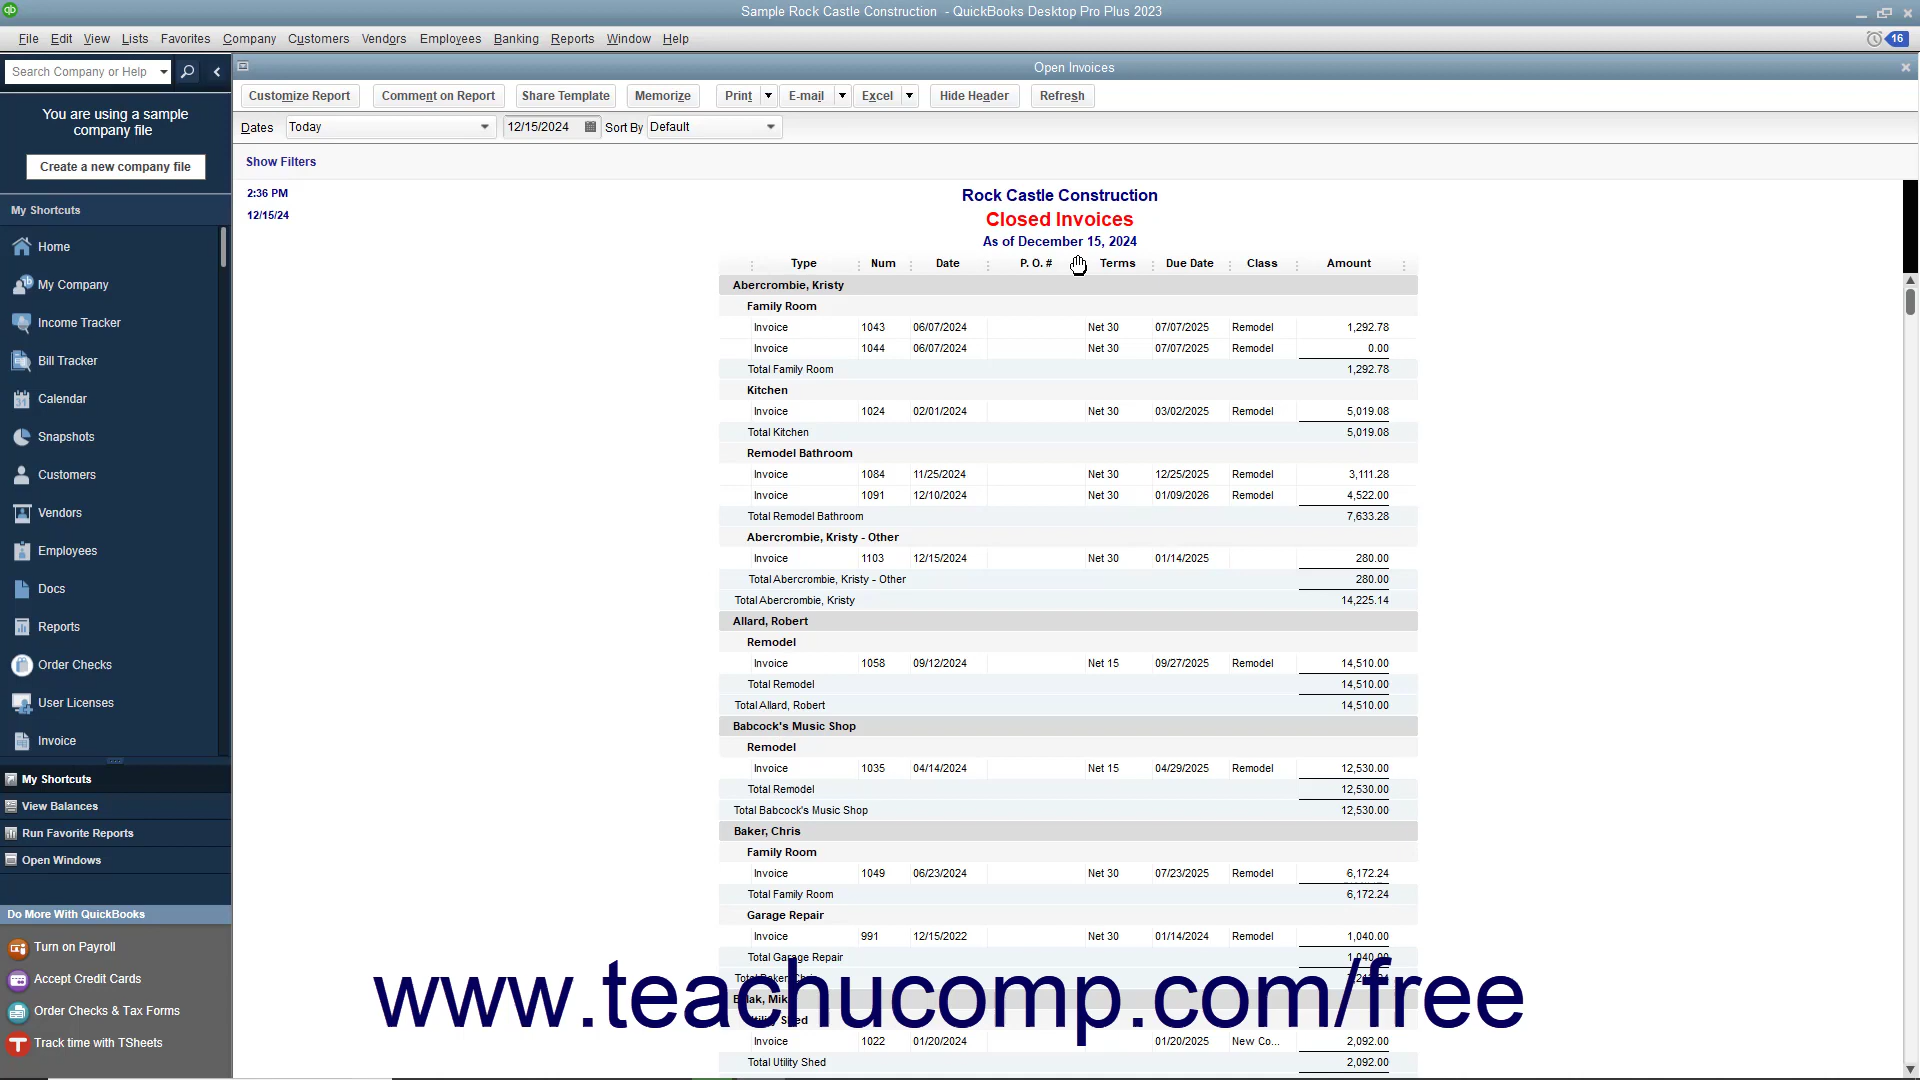 Sample Rock Castle Construction - QuickBooks Desktop Pro Plus 2023
File Edit View Lists Favorites Company Customers Vendors Employees Banking Reports Window Help
16
Search Company or Help
Open Invoices
Customize Report Comment on Report Share Template Memorize Print E-mail Excel Hide Header Refresh
You are using a sample
company file
Dates Today 12/15/2024 Sort By Default
Create a new company file
Show Filters
My Shortcuts
Home
My Company
Income Tracker
Bill Tracker
Calendar
Snapshots
Customers
Vendors
Employees
Docs
Reports
Order Checks
User Licenses
Invoice
My Shortcuts
View Balances
Run Favorite Reports
Open Windows
Do More With QuickBooks
Turn on Payroll
Accept Credit Cards
Order Checks & Tax Forms
Track time with TSheets
2:36 PM
12/15/24
Rock Castle Construction
Closed Invoices
As of December 15, 2024
Type Num Date P. O. # Terms Due Date Class Amount
Abercrombie, Kristy
Family Room
Invoice 1043 06/07/2024 Net 30 07/07/2025 Remodel 1,292.78
Invoice 1044 06/07/2024 Net 30 07/07/2025 Remodel 0.00
Total Family Room 1,292.78
Kitchen
Invoice 1024 02/01/2024 Net 30 03/02/2025 Remodel 5,019.08
Total Kitchen 5,019.08
Remodel Bathroom
Invoice 1084 11/25/2024 Net 30 12/25/2025 Remodel 3,111.28
Invoice 1091 12/10/2024 Net 30 01/09/2026 Remodel 4,522.00
Total Remodel Bathroom 7,633.28
Abercrombie, Kristy - Other
Invoice 1103 12/15/2024 Net 30 01/14/2025 280.00
Total Abercrombie, Kristy - Other 280.00
Total Abercrombie, Kristy 14,225.14
Allard, Robert
Remodel
Invoice 1058 09/12/2024 Net 15 09/27/2025 Remodel 14,510.00
Total Remodel 14,510.00
Total Allard, Robert 14,510.00
Babcock's Music Shop
Remodel
Invoice 1035 04/14/2024 Net 15 04/29/2025 Remodel 12,530.00
Total Remodel 12,530.00
Total Babcock's Music Shop 12,530.00
Baker, Chris
Family Room
Invoice 1049 06/23/2024 Net 30 07/23/2025 Remodel 6,172.24
Total Family Room 6,172.24
Garage Repair
Invoice 991 12/15/2022 Net 30 01/14/2024 Remodel 1,040.00
Total Garage Repair 1,040.00
Total Baker, Chris
www.teachucomp.com/free
Invoice 1022 01/20/2024 01/20/2025 New Co... 2,092.00
Total Utility Shed 2,092.00